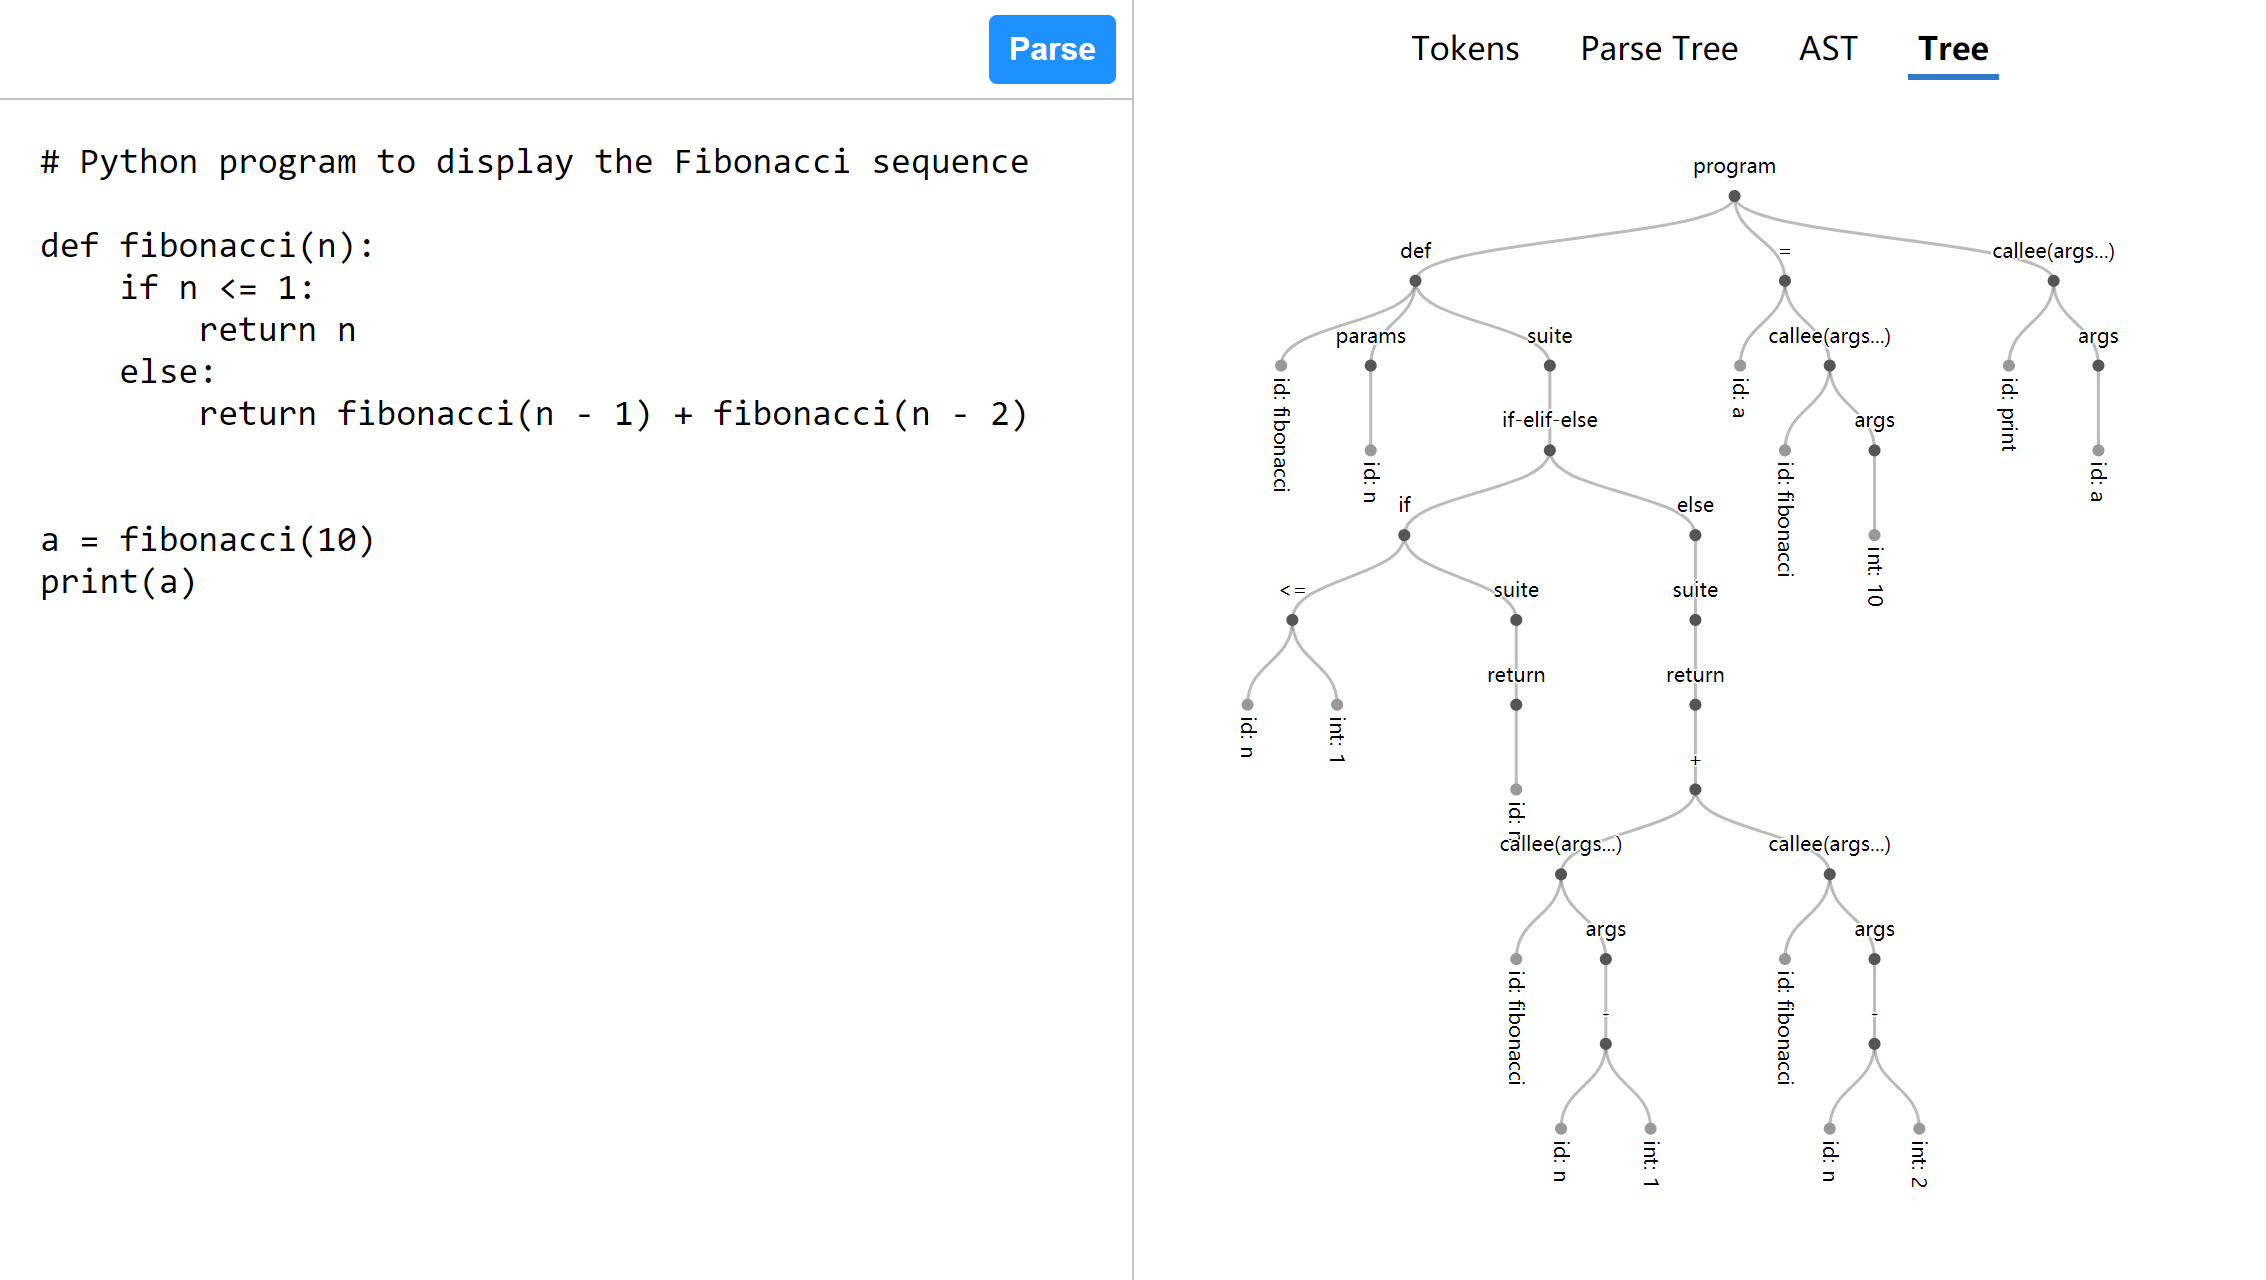 Parse
# Python program to display the Fibonacci sequence
def fibonacci(n):
    if n <= 1:
        return n
    else:
        return fibonacci(n - 1) + fibonacci(n - 2)
a = fibonacci(10)
print(a)
Tokens Parse Tree AST Tree
program
def = callee(args...)
params suite callee(args...) args
id: fibonacci id: a id: print
if-elif-else args
id: n id: fibonacci id: a
if else
int: 10
<= suite suite
return return
id: n int: 1
+
id: n
callee(args...) callee(args...)
args args
id: fibonacci id: fibonacci
- -
id: n int: 1 id: n int: 2